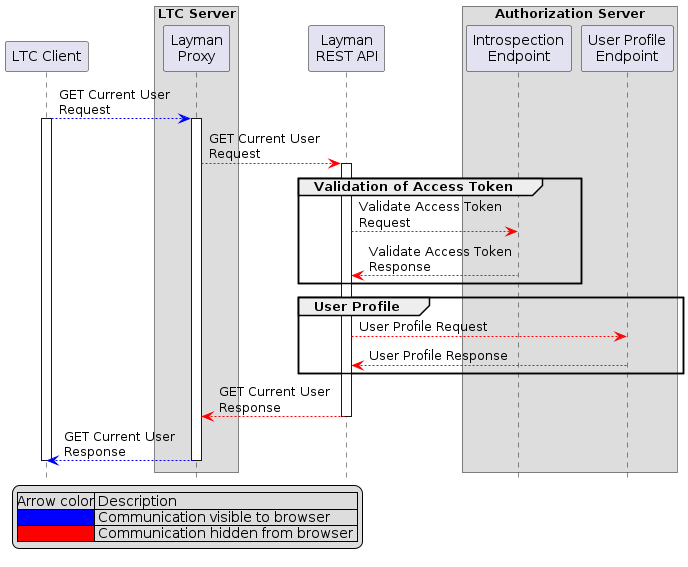 LTC Server
Authorization Server
LTC Client
Layman
Proxy
Layman
REST API
Introspection
Endpoint
User Profile
Endpoint
GET Current User
Request
GET Current User
Request
Validation of Access Token
Validate Access Token
Request
Validate Access Token
Response
User Profile
User Profile Request
User Profile Response
GET Current User
Response
GET Current User
Response
Arrow color Description
Communication visible to browser
Communication hidden from browser